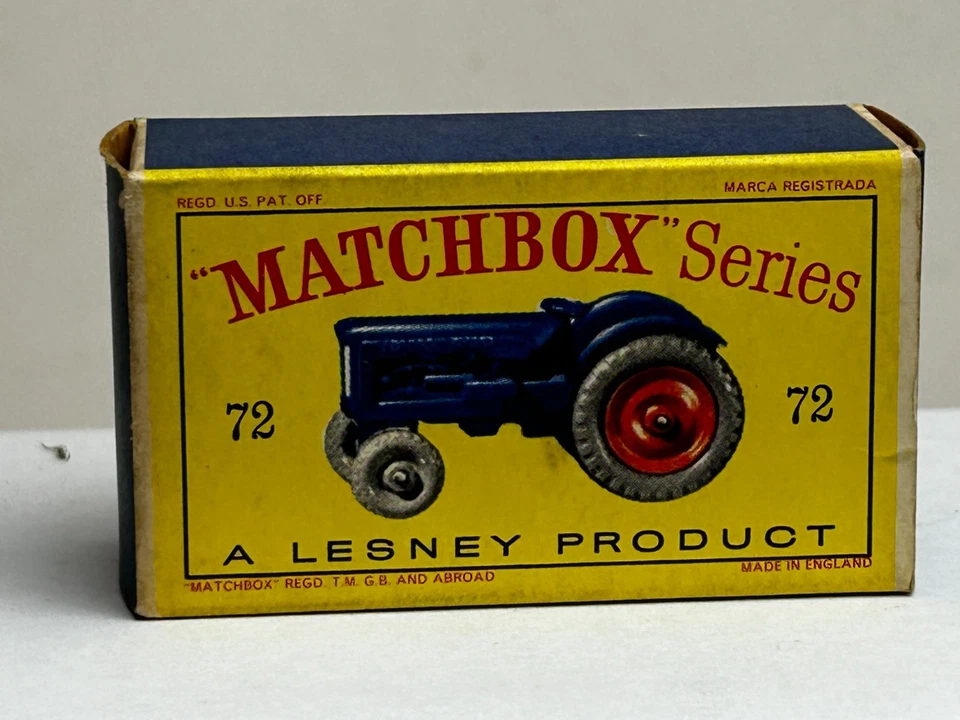 REGD. U.S. PAT. OFF.
MARCA REGISTRADA
"MATCHBOX" Series
72
72
A LESNEY PRODUCT
"MATCHBOX" REGD. T.M. G.B. AND ABROAD
MADE IN ENGLAND